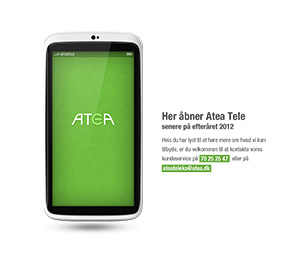 ATEATELE
ATEA
Her åbner Atea Tele
senere på efteråret 2012
Hvis du har lyst til at høre mere om hvad vi kan
tilbyde, er du velkommen til at kontakte vores
kundeservice på 70 25 25 47 eller på
ateateleks@atea.dk